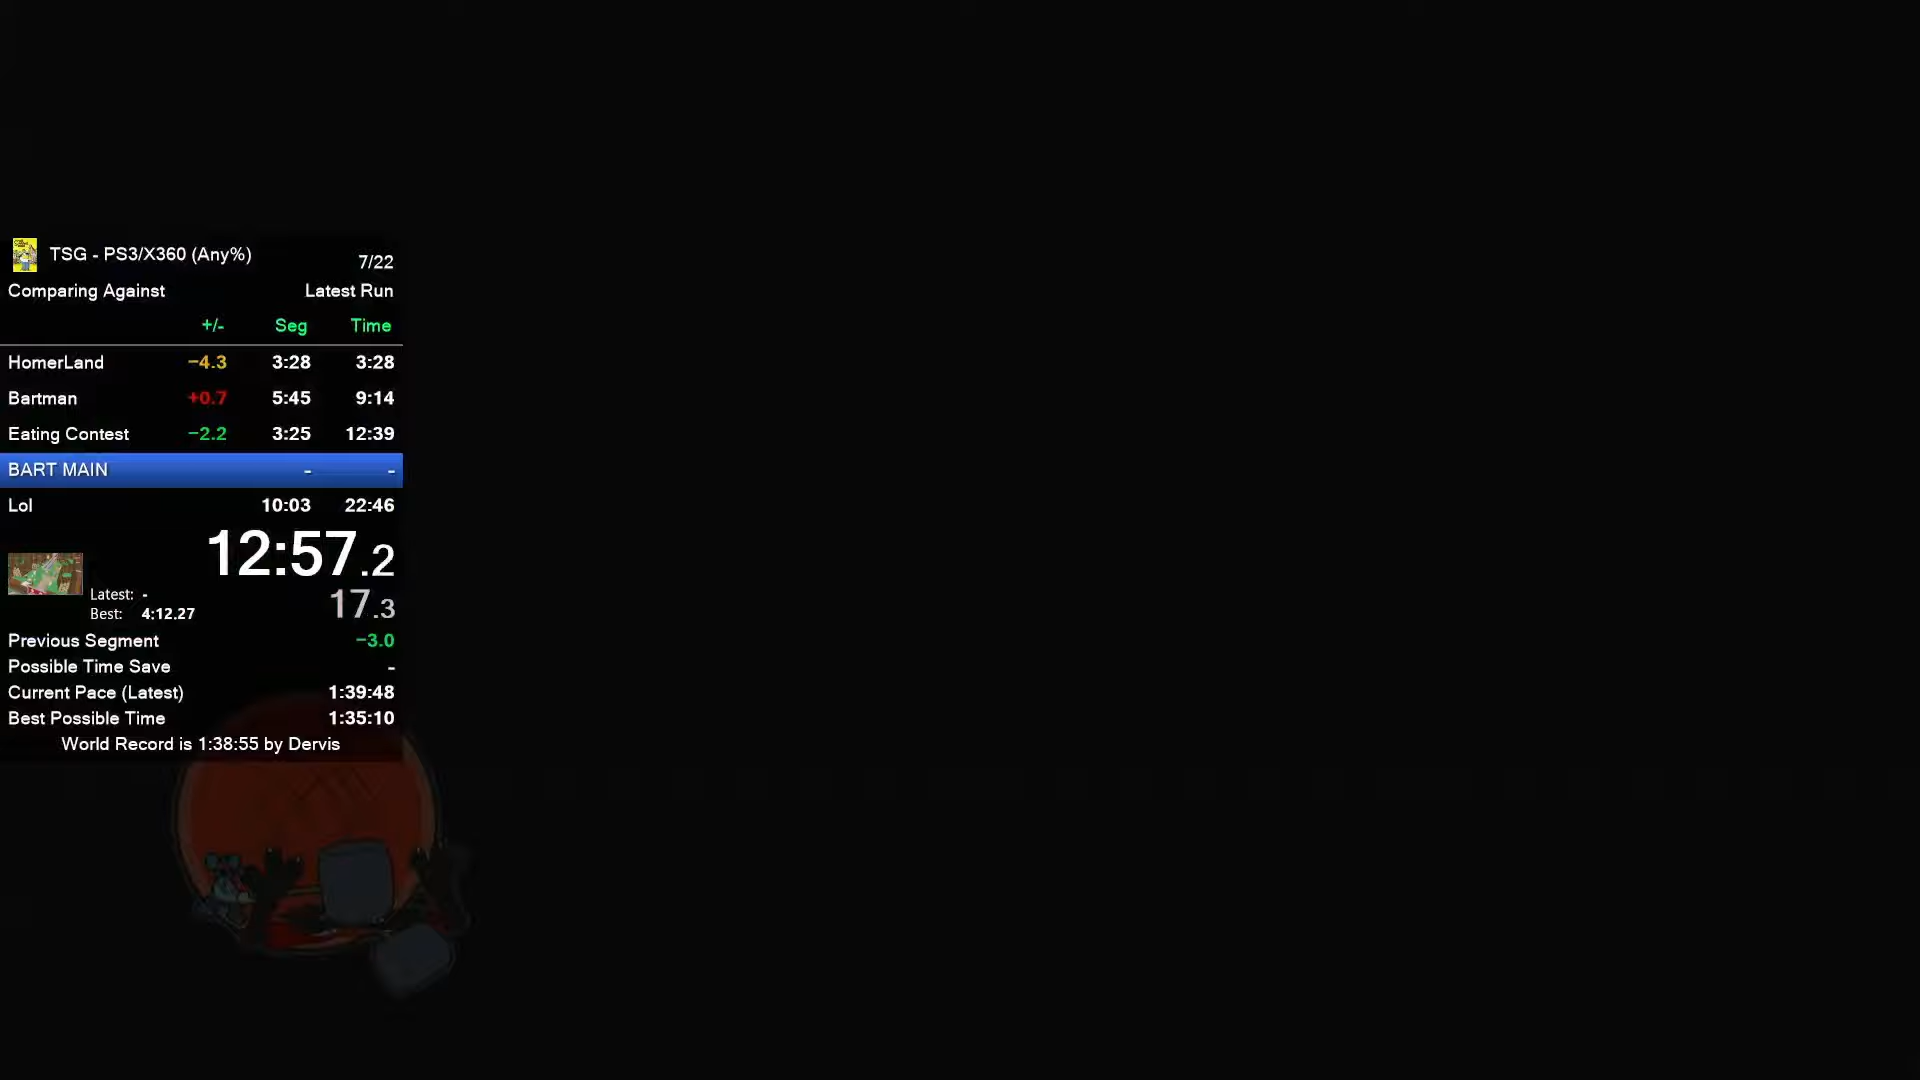 TSG - PS3/X360 (Any%)
7/22
Comparing Against Latest Run
+/- Seg Time
HomerLand −4.3 3:28 3:28
Bartman +0.7 5:45 9:14
Eating Contest −2.2 3:25 12:39
BART MAIN - -
Lol 10:03 22:46
12:57.2
17.3
Latest: -
Best: 4:12.27
Previous Segment −3.0
Possible Time Save -
Current Pace (Latest) 1:39:48
Best Possible Time 1:35:10
World Record is 1:38:55 by Dervis